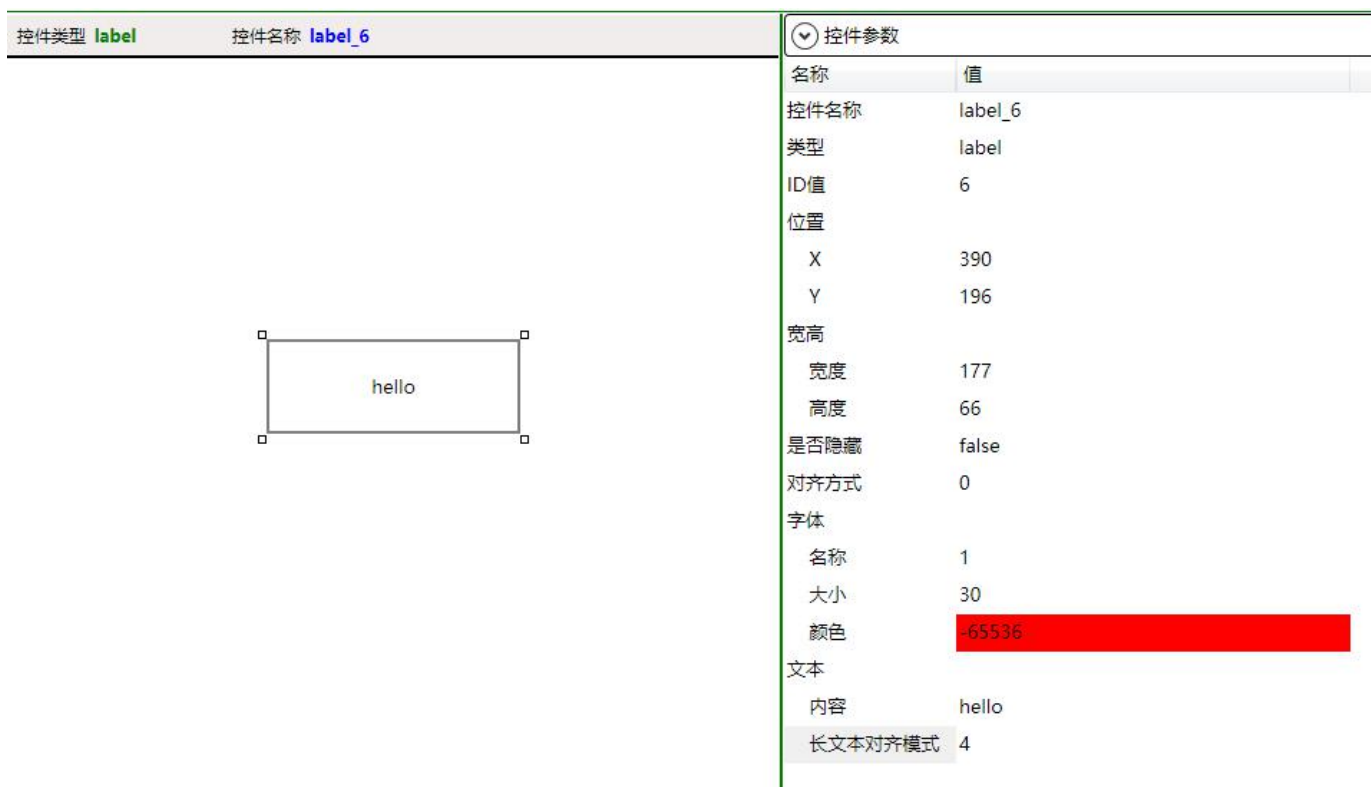 控件类型 label 控件名称 label_6
hello
控件参数
名称 值
控件名称 label_6
类型 label
ID值 6
位置
X 390
Y 196
宽高
宽度 177
高度 66
是否隐藏 false
对齐方式 0
字体
名称 1
大小 30
颜色 -65536
文本
内容 hello
长文本对齐模式 4